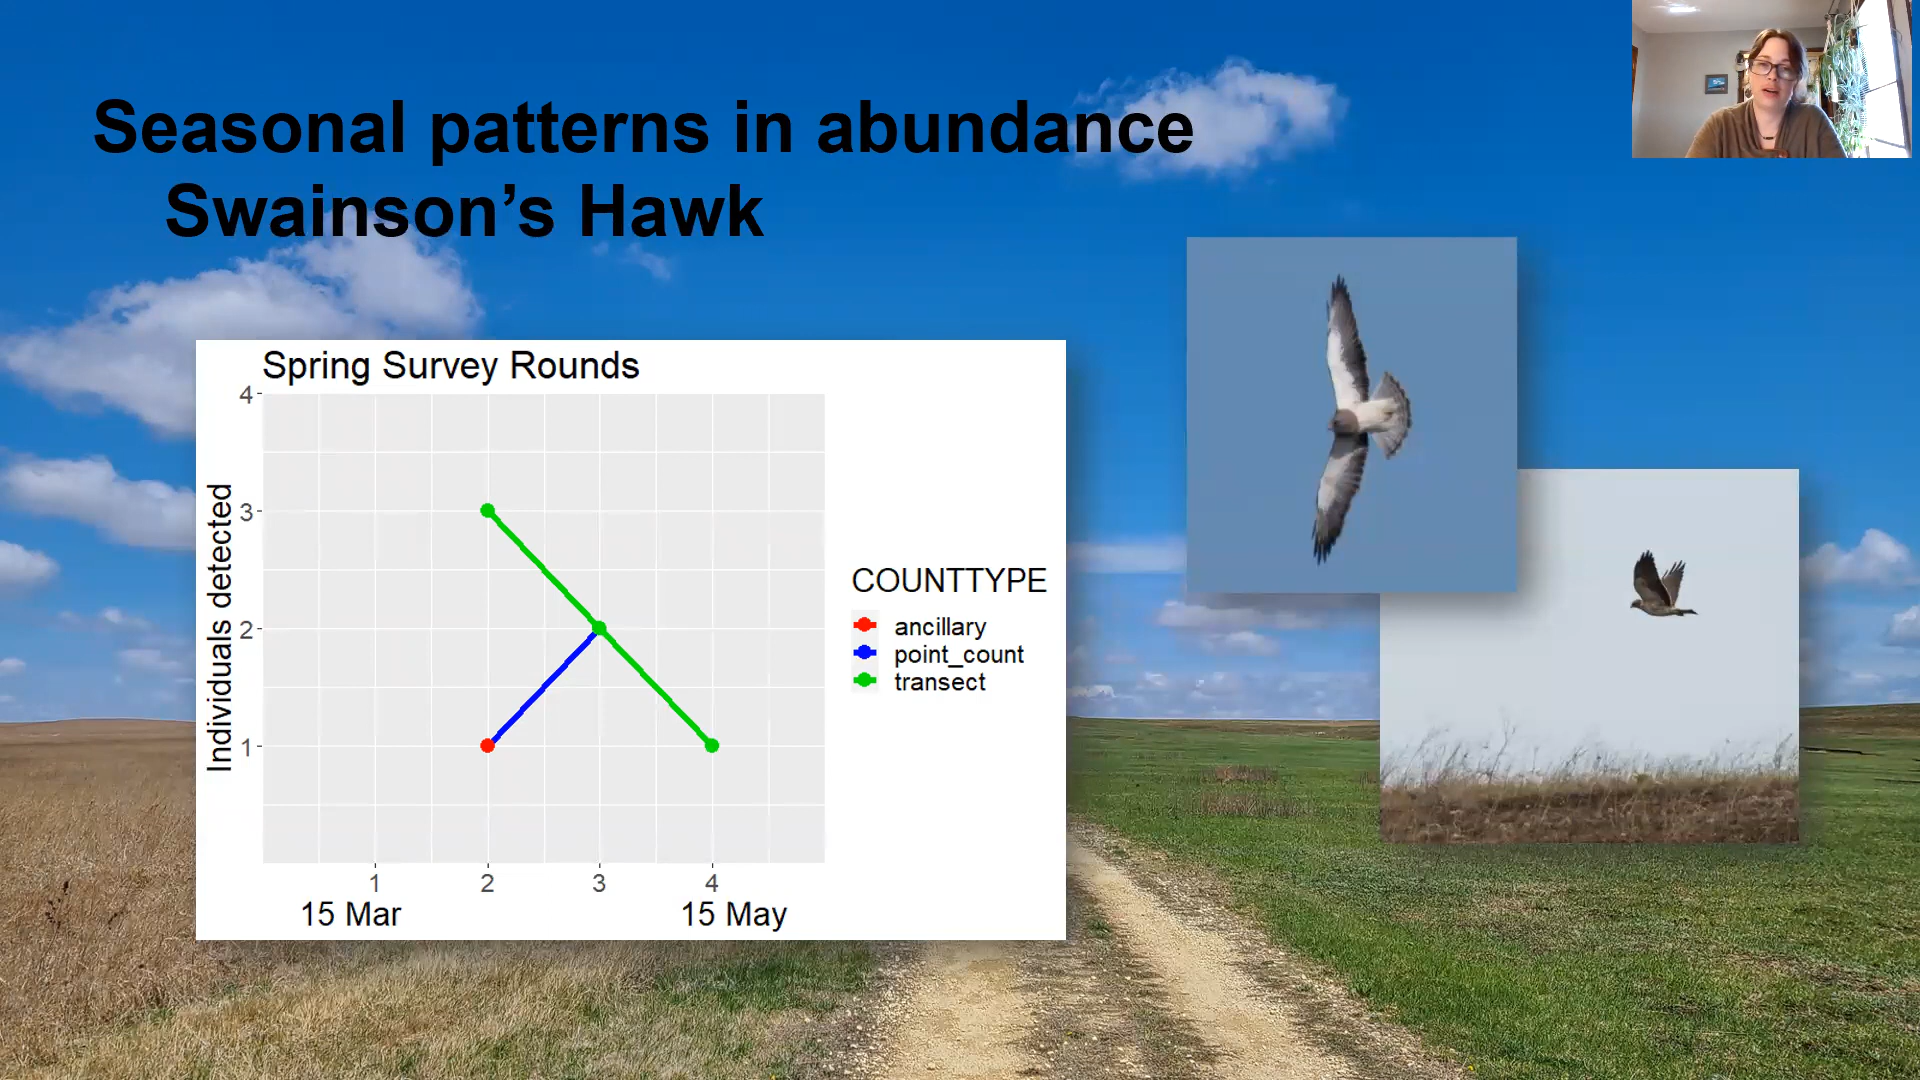 Seasonal patterns in abundance
Swainson’s Hawk
Spring Survey Rounds
4
3
2
1
Individuals detected
1 2 3 4
15 Mar 15 May
COUNTTYPE
ancillary
point_count
transect